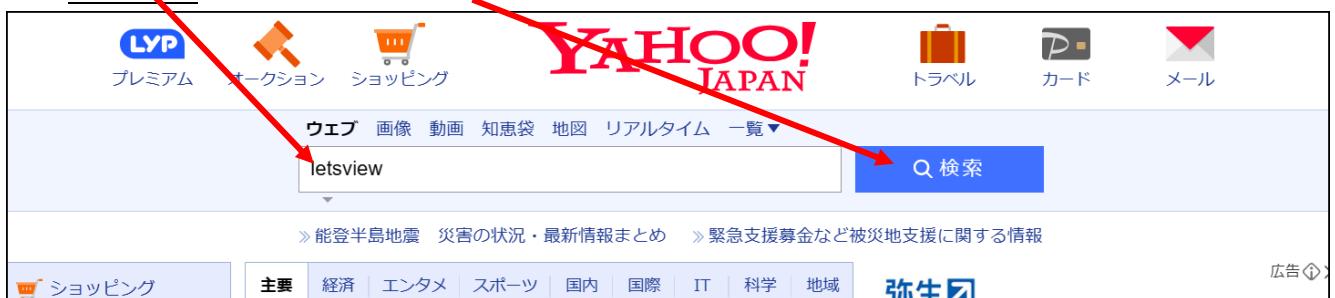 LYP
YAHOO!
JAPAN
プレミアム オークション ショッピング トラベル カード メール
ウェブ 画像 動画 知恵袋 地図 リアルタイム 一覧▼
letsview 検索
≫能登半島地震 災害の状況・最新情報まとめ ≫緊急支援募金など被災地支援に関する情報
広告
ショッピング 主要 経済 エンタメ スポーツ 国内 国際 IT 科学 地域 弥生